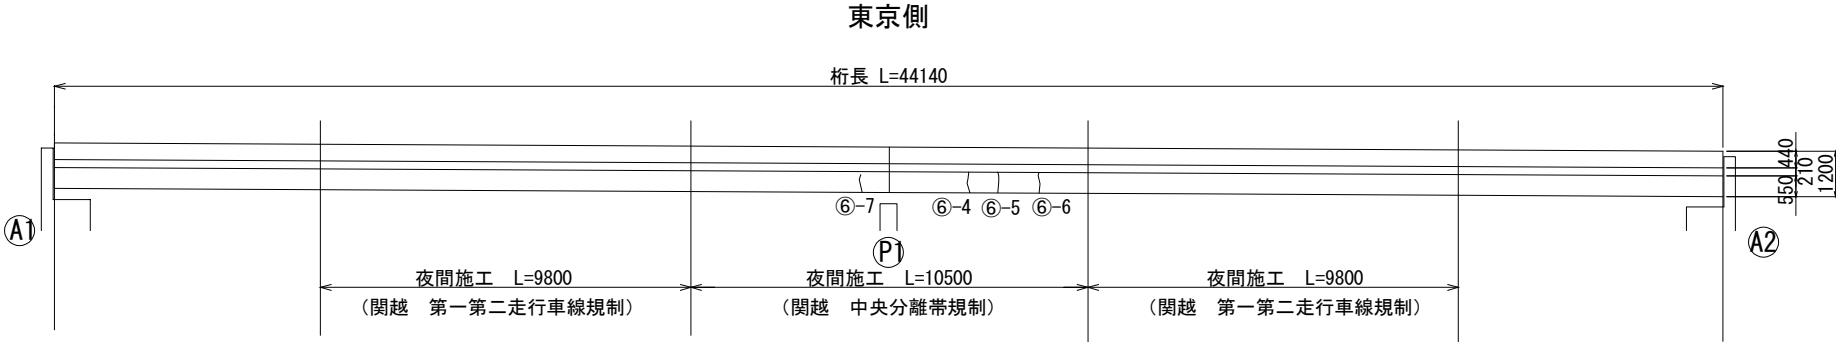 東京側
桁長 L=44140
440
210
550
1200
⑥-7
⑥-4
⑥-5
⑥-6
A1
P1
A2
夜間施工 L=9800
夜間施工 L=10500
夜間施工 L=9800
(関越 第一第二走行車線規制)
(関越 中央分離帯規制)
(関越 第一第二走行車線規制)